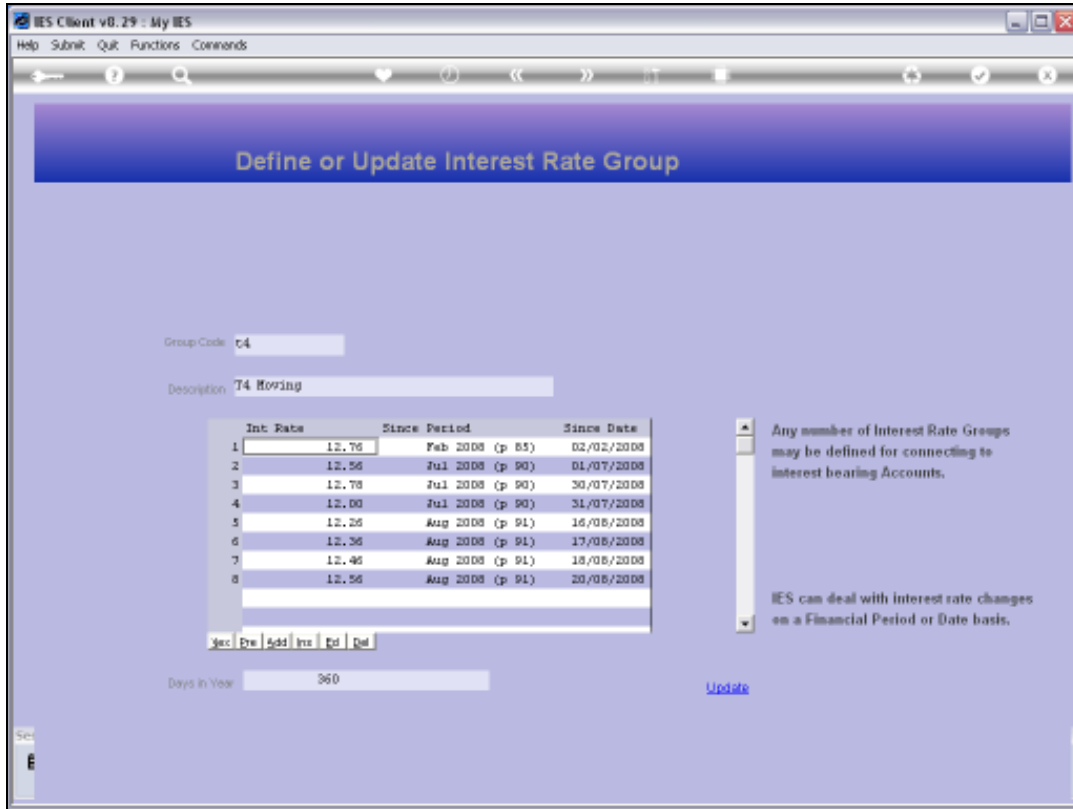 IES Client v8.29 : My IES
Help Submit Quit Functions Commands
Define or Update Interest Rate Group
Group Code t4
Description T4 Moving
Int Rate Since Period Since Date
1 12.76 Feb 2008 (p 85) 02/02/2008
2 12.56 Jul 2008 (p 90) 01/07/2008
3 12.78 Jul 2008 (p 90) 30/07/2008
4 12.00 Jul 2008 (p 90) 31/07/2008
5 12.26 Aug 2008 (p 91) 16/08/2008
6 12.36 Aug 2008 (p 91) 17/08/2008
7 12.46 Aug 2008 (p 91) 18/08/2008
8 12.56 Aug 2008 (p 91) 20/08/2008
Nex Pre Add Ins Ed Del
Any number of Interest Rate Groups
may be defined for connecting to
interest bearing Accounts.
IES can deal with interest rate changes
on a Financial Period or Date basis.
Days in Year 360
Update